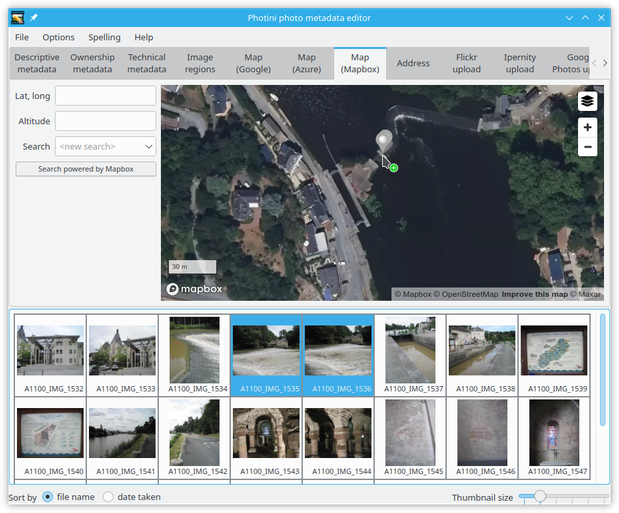 Photini photo metadata editor
File Options Spelling Help
Descriptive metadata
Ownership metadata
Technical metadata
Image regions
Map (Google)
Map (Azure)
Map (Mapbox)
Address
Flickr upload
Ipernity upload
Goog
Photos up
Lat, long
Altitude
Search <new search>
Search powered by Mapbox
30 m
mapbox
© Mapbox © OpenStreetMap Improve this map © Maxar
A1100_IMG_1532 A1100_IMG_1533 A1100_IMG_1534 A1100_IMG_1535 A1100_IMG_1536 A1100_IMG_1537 A1100_IMG_1538 A1100_IMG_1539
A1100_IMG_1540 A1100_IMG_1541 A1100_IMG_1542 A1100_IMG_1543 A1100_IMG_1544 A1100_IMG_1545 A1100_IMG_1546 A1100_IMG_1547
Sort by file name date taken Thumbnail size